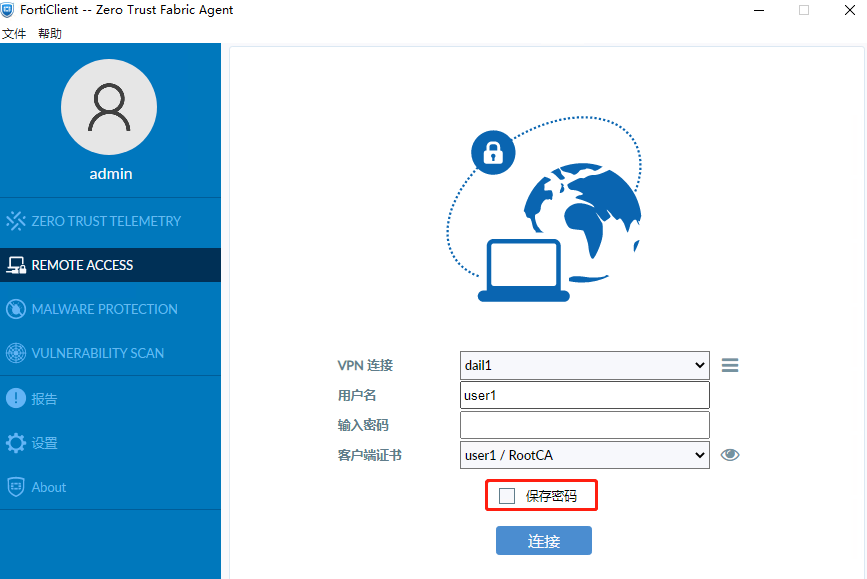 FortiClient -- Zero Trust Fabric Agent
文件 帮助
admin
ZERO TRUST TELEMETRY
REMOTE ACCESS
MALWARE PROTECTION
VULNERABILITY SCAN
报告
设置
About
VPN 连接 dail1
用户名 user1
输入密码
客户端证书 user1 / RootCA
保存密码
连接